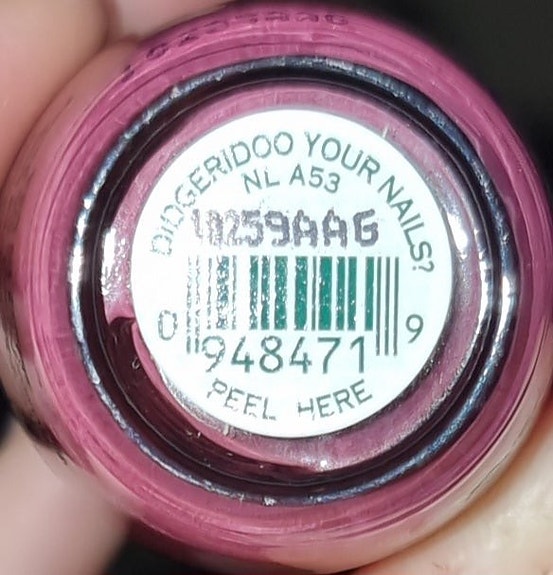 DIDGERIDOO YOUR NAILS?
NL A53
10259AAG
0 948471 9
PEEL HERE